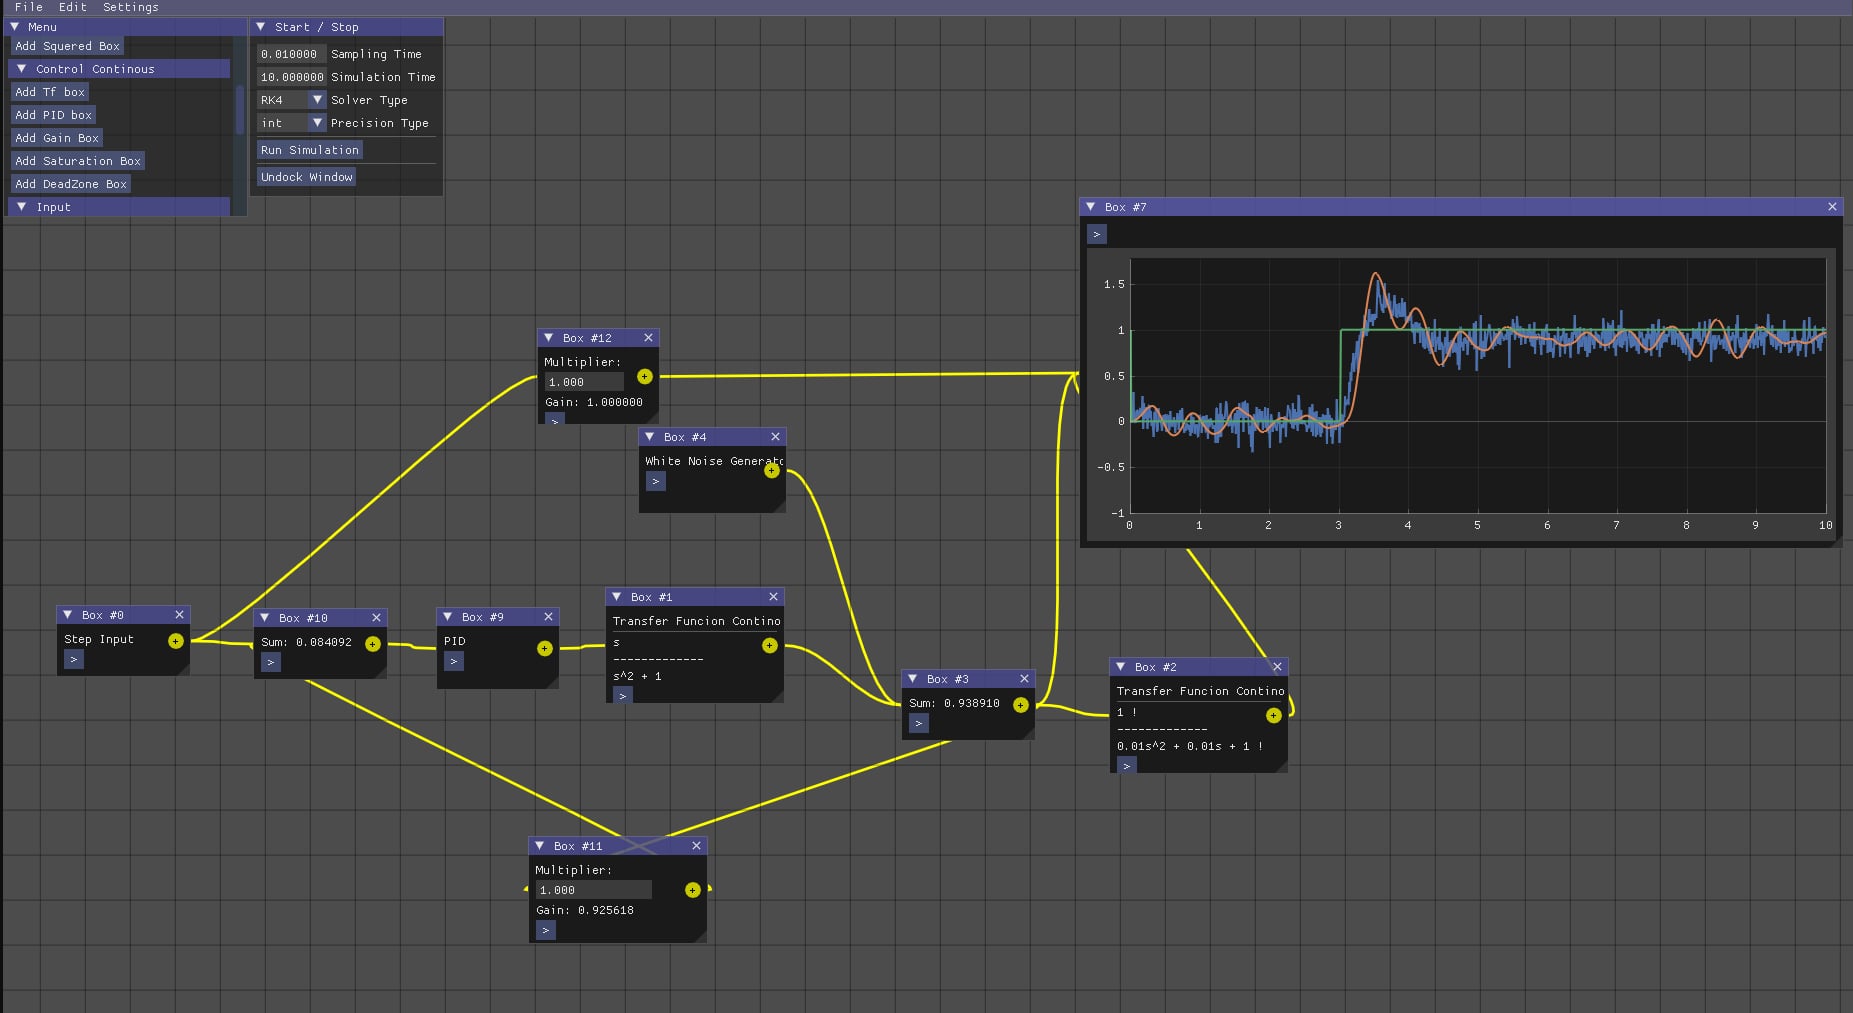 File Edit Settings
Menu
Add Squered Box
Control Continous
Add Tf box
Add PID box
Add Gain Box
Add Saturation Box
Add DeadZone Box
Input
Start / Stop
0.010000 Sampling Time
10.000000 Simulation Time
RK4 Solver Type
int Precision Type
Run Simulation
Undock Window
Box #7
>
1.5
1
0.5
0
-0.5
-1
0 1 2 3 4 5 6 7 8 9 10
Box #12
Multiplier:
1.000
Gain: 1.000000
>
Box #4
White Noise Generato
>
Box #0
Step Input
>
Box #10
Sum: 0.084092
>
Box #9
PID
>
Box #1
Transfer Funcion Contino
s
-------------
s^2 + 1
>
Box #3
Sum: 0.938910
>
Box #2
Transfer Funcion Contino
1 !
-------------
0.01s^2 + 0.01s + 1 !
>
Box #11
Multiplier:
1.000
Gain: 0.925618
>